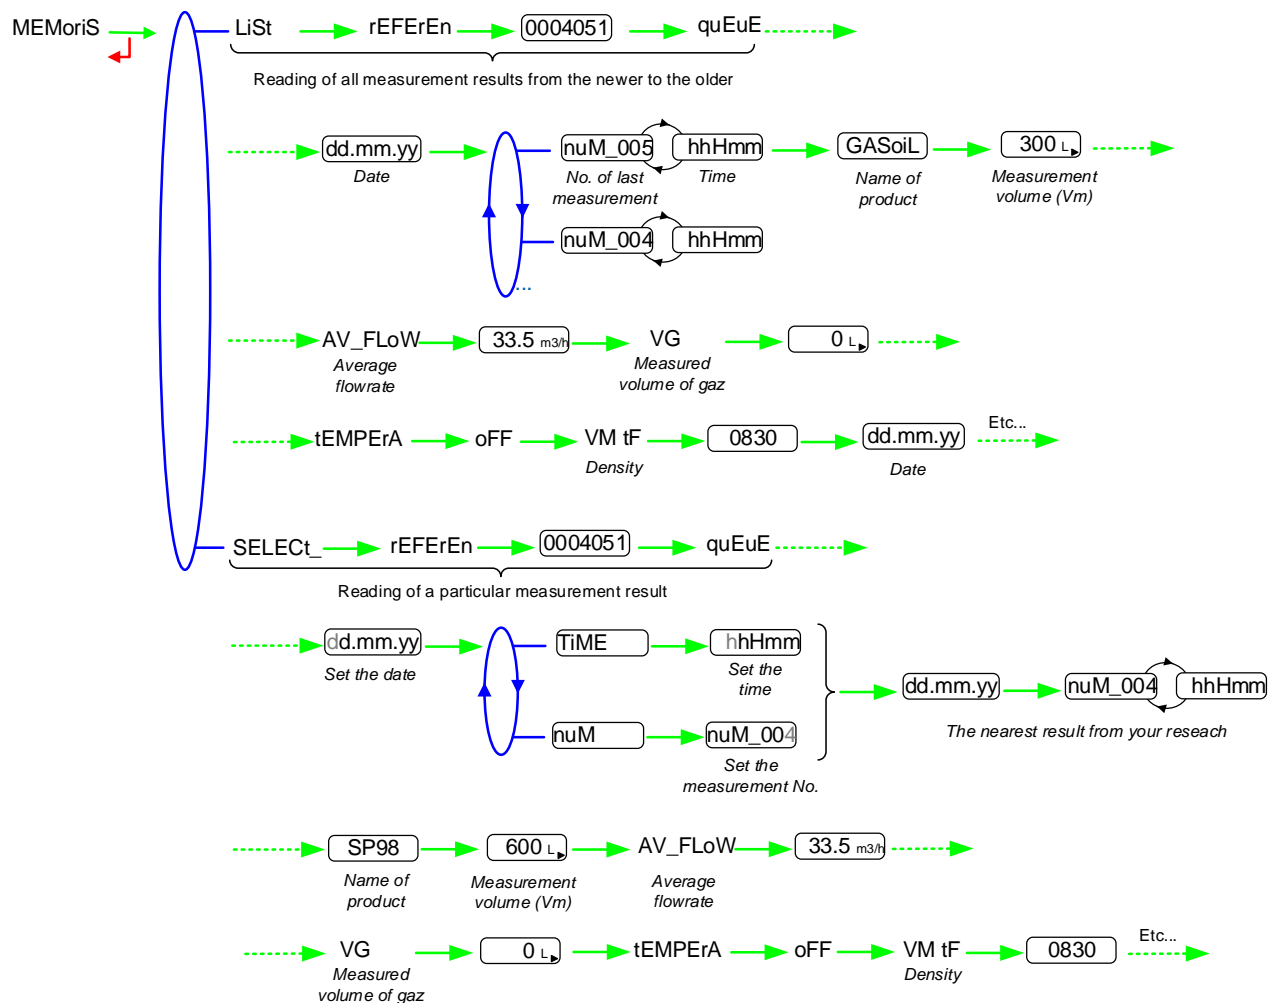 MEMoriS LiSt rEFErEn 0004051 quEuE
Reading of all measurement results from the newer to the older
dd.mm.yy nuM_005 hhHmm GASoiL 300 L
Date No. of last measurement Time Name of product Measurement volume (Vm)
nuM_004 hhHmm
...
AV_FLoW 33.5 m3/h VG 0 L
Average flowrate Measured volume of gaz
Etc...
tEMPErA oFF VM tF 0830 dd.mm.yy
Density Date
SELECt_ rEFErEn 0004051 quEuE
Reading of a particular measurement result
dd.mm.yy TiME hhHmm
Set the date Set the time
dd.mm.yy nuM_004 hhHmm
The nearest result from your reseach
nuM nuM_004
Set the measurement No.
SP98 600 L AV_FLoW 33.5 m3/h
Name of product Measurement volume (Vm) Average flowrate
Etc...
VG 0 L tEMPErA oFF VM tF 0830
Measured volume of gaz Density